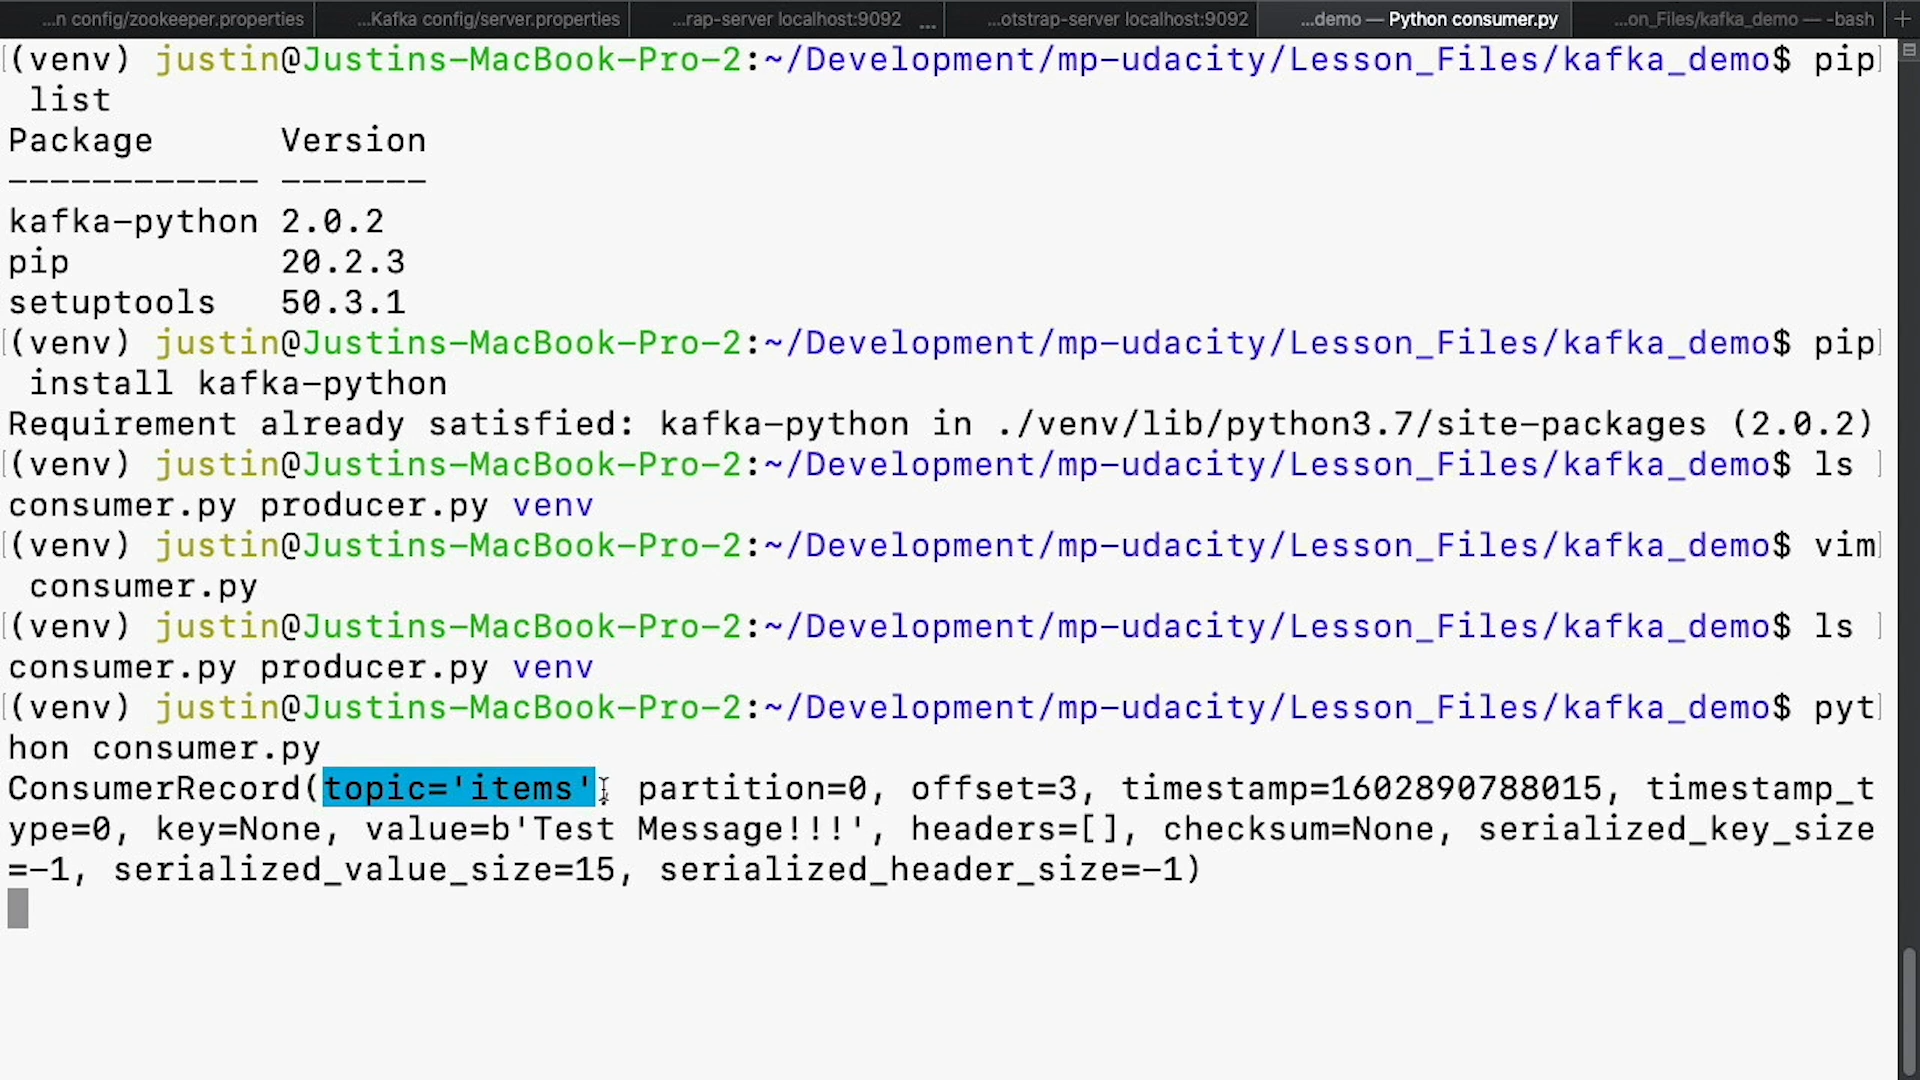 ...n config/zookeeper.properties ...Kafka config/server.properties ...rap-server localhost:9092 ... ...otstrap-server localhost:9092 ...demo — Python consumer.py ...on_Files/kafka_demo — -bash +
(venv) justin@Justins-MacBook-Pro-2:~/Development/mp-udacity/Lesson_Files/kafka_demo$ pip
list
Package Version
------------ -------
kafka-python 2.0.2
pip 20.2.3
setuptools 50.3.1
(venv) justin@Justins-MacBook-Pro-2:~/Development/mp-udacity/Lesson_Files/kafka_demo$ pip
install kafka-python
Requirement already satisfied: kafka-python in ./venv/lib/python3.7/site-packages (2.0.2)
(venv) justin@Justins-MacBook-Pro-2:~/Development/mp-udacity/Lesson_Files/kafka_demo$ ls
consumer.py producer.py venv
(venv) justin@Justins-MacBook-Pro-2:~/Development/mp-udacity/Lesson_Files/kafka_demo$ vim
consumer.py
(venv) justin@Justins-MacBook-Pro-2:~/Development/mp-udacity/Lesson_Files/kafka_demo$ ls
consumer.py producer.py venv
(venv) justin@Justins-MacBook-Pro-2:~/Development/mp-udacity/Lesson_Files/kafka_demo$ pyt
hon consumer.py
ConsumerRecord(topic='items', partition=0, offset=3, timestamp=1602890788015, timestamp_t
ype=0, key=None, value=b'Test Message!!!', headers=[], checksum=None, serialized_key_size
=-1, serialized_value_size=15, serialized_header_size=-1)